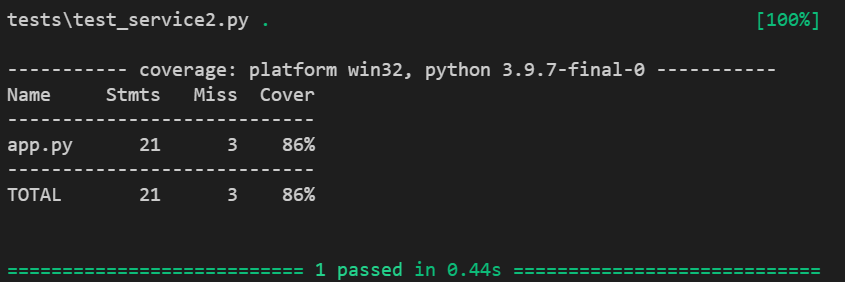 tests\test_service2.py . [100%]
----------- coverage: platform win32, python 3.9.7-final-0 -----------
Name     Stmts   Miss  Cover
----------------------------
app.py      21      3    86%
----------------------------
TOTAL       21      3    86%
=========================== 1 passed in 0.44s ============================